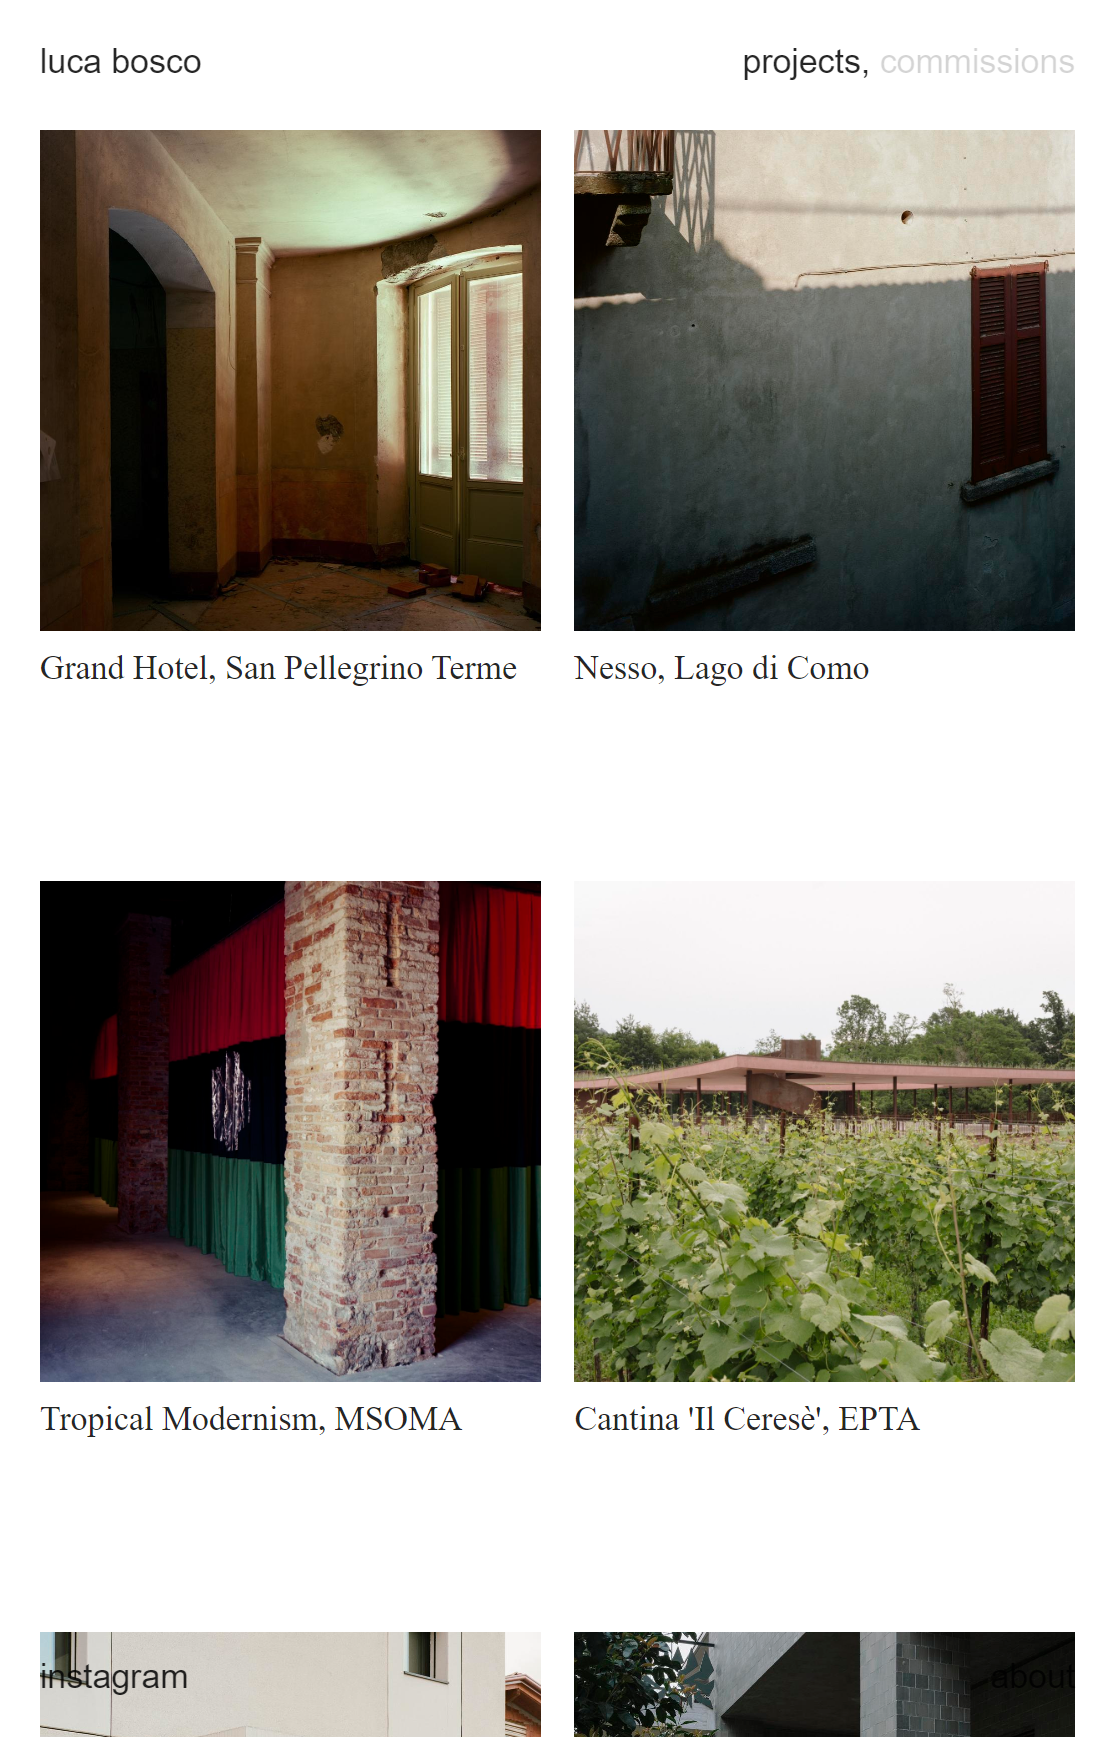 luca bosco
projects, commissions
Grand Hotel, San Pellegrino Terme
Nesso, Lago di Como
Tropical Modernism, MSOMA
Cantina 'Il Ceresè', EPTA
instagram
about